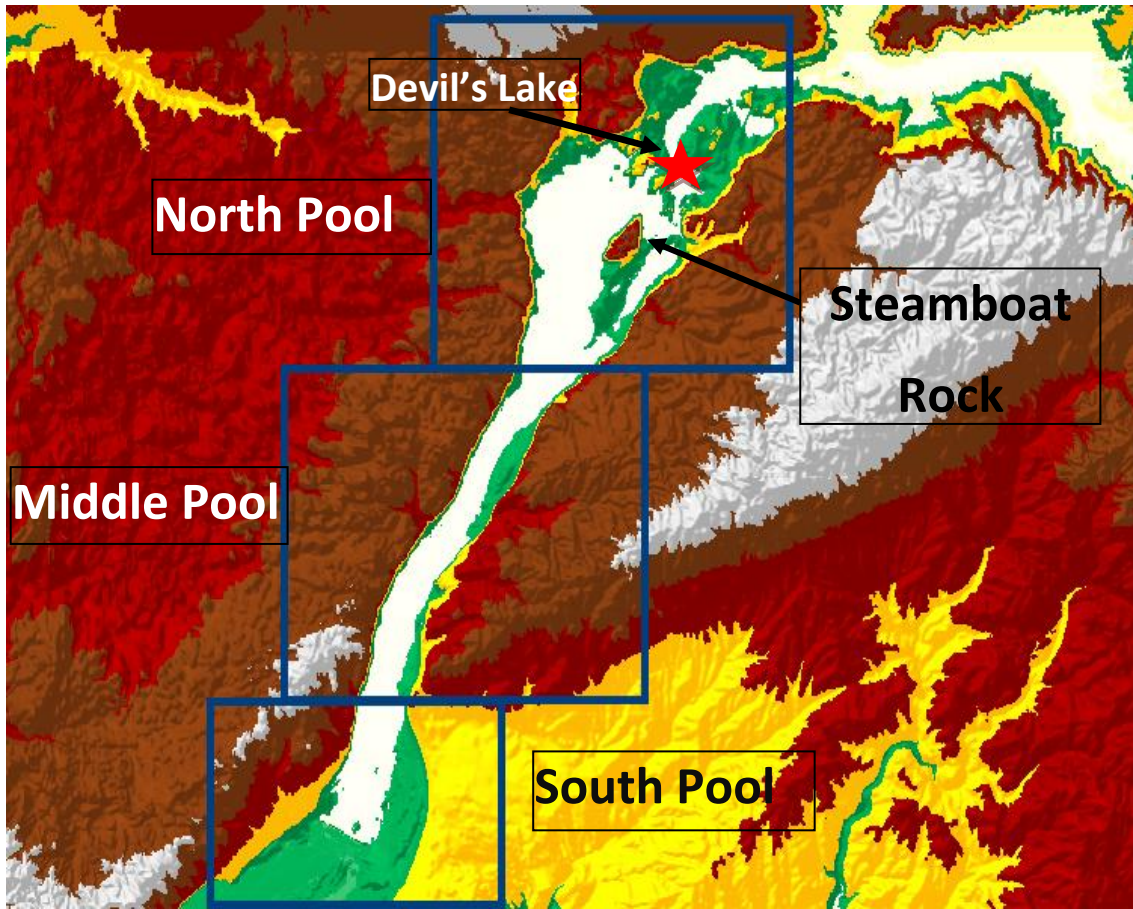 Devil’s Lake
North Pool
Steamboat
Rock
Middle Pool
South Pool